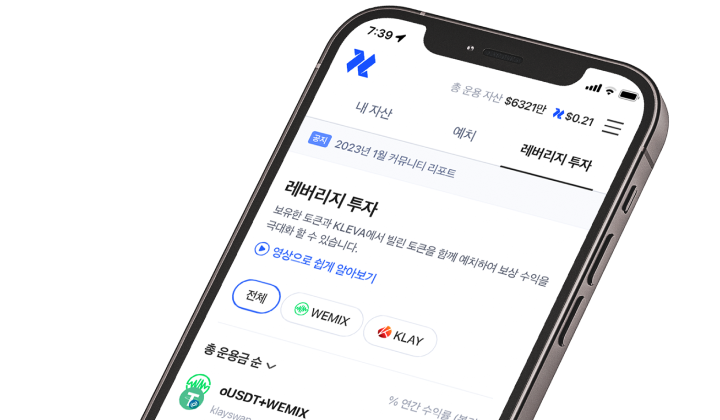 7:39
총 운용 자산 $6321만 $0.21
내 자산 예치 레버리지 투자
공지 2023년 1월 커뮤니티 리포트
레버리지 투자
보유한 토큰과 KLEVA에서 빌린 토큰을 함께 예치하여 보상 수익을
극대화 할 수 있습니다.
영상으로 쉽게 알아보기
전체 WEMIX KLAY
총 운용금 순
% 연간 수익률
oUSDT+WEMIX
klayswap